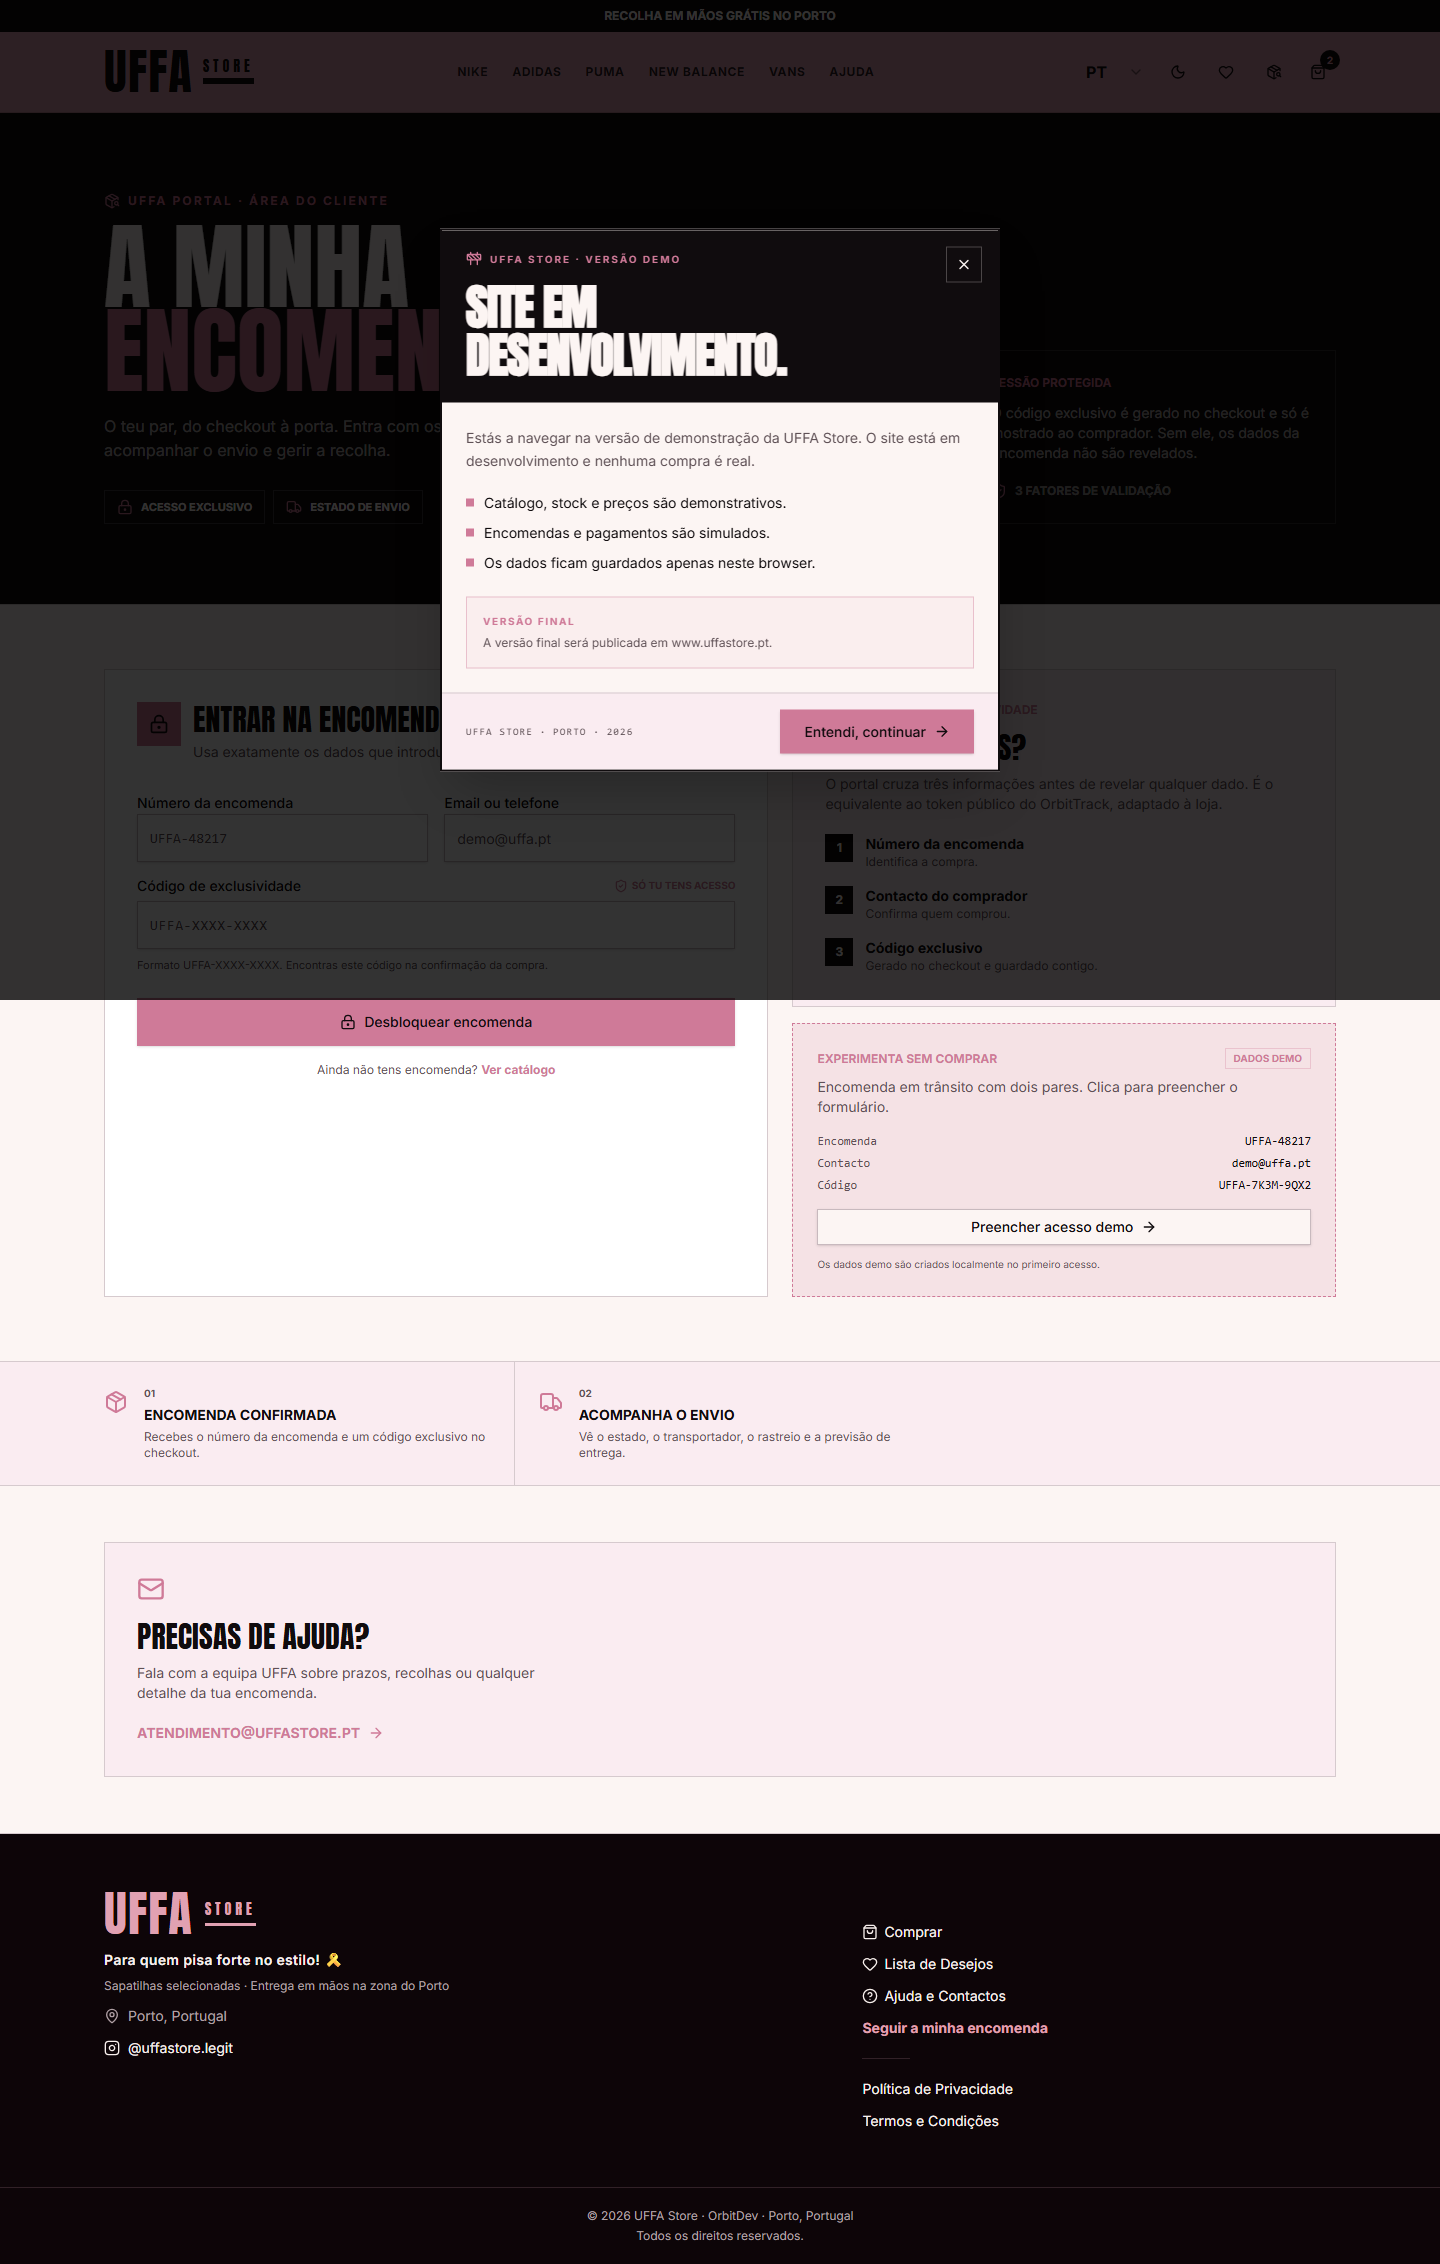 RECOLHA EM MÃOS GRÁTIS NO PORTO
UFFA STORE
NIKE ADIDAS PUMA NEW BALANCE VANS AJUDA
PT
2
UFFA PORTAL · ÁREA DO CLIENTE
A MINHA
ENCOMEN
O teu par, do checkout à porta. Entra com os
acompanhar o envio e gerir a recolha.
ACESSO EXCLUSIVO
ESTADO DE ENVIO
ESSÃO PROTEGIDA
código exclusivo é gerado no checkout e só é
mostrado ao comprador. Sem ele, os dados da
ncomenda não são revelados.
3 FATORES DE VALIDAÇÃO
UFFA STORE · VERSÃO DEMO
SITE EM
DESENVOLVIMENTO.
Estás a navegar na versão de demonstração da UFFA Store. O site está em
desenvolvimento e nenhuma compra é real.
Catálogo, stock e preços são demonstrativos.
Encomendas e pagamentos são simulados.
Os dados ficam guardados apenas neste browser.
VERSÃO FINAL
A versão final será publicada em www.uffastore.pt.
UFFA STORE · PORTO · 2026
Entendi, continuar
ENTRAR NA ENCOMEND
Usa exatamente os dados que introdu
Número da encomenda
UFFA-48217
Email ou telefone
demo@uffa.pt
Código de exclusividade
SÓ TU TENS ACESSO
UFFA-XXXX-XXXX
Formato UFFA-XXXX-XXXX. Encontras este código na confirmação da compra.
Desbloquear encomenda
Ainda não tens encomenda? Ver catálogo
IDADE
S?
O portal cruza três informações antes de revelar qualquer dado. É o
equivalente ao token público do OrbitTrack, adaptado à loja.
1
Número da encomenda
Identifica a compra.
2
Contacto do comprador
Confirma quem comprou.
3
Código exclusivo
Gerado no checkout e guardado contigo.
EXPERIMENTA SEM COMPRAR
DADOS DEMO
Encomenda em trânsito com dois pares. Clica para preencher o
formulário.
Encomenda UFFA-48217
Contacto demo@uffa.pt
Código UFFA-7K3M-9QX2
Preencher acesso demo
Os dados demo são criados localmente no primeiro acesso.
01
ENCOMENDA CONFIRMADA
Recebes o número da encomenda e um código exclusivo no
checkout.
02
ACOMPANHA O ENVIO
Vê o estado, o transportador, o rastreio e a previsão de
entrega.
PRECISAS DE AJUDA?
Fala com a equipa UFFA sobre prazos, recolhas ou qualquer
detalhe da tua encomenda.
ATENDIMENTO@UFFASTORE.PT
UFFA STORE
Para quem pisa forte no estilo!
Sapatilhas selecionadas · Entrega em mãos na zona do Porto
Porto, Portugal
@uffastore.legit
Comprar
Lista de Desejos
Ajuda e Contactos
Seguir a minha encomenda
Política de Privacidade
Termos e Condições
© 2026 UFFA Store · OrbitDev · Porto, Portugal
Todos os direitos reservados.